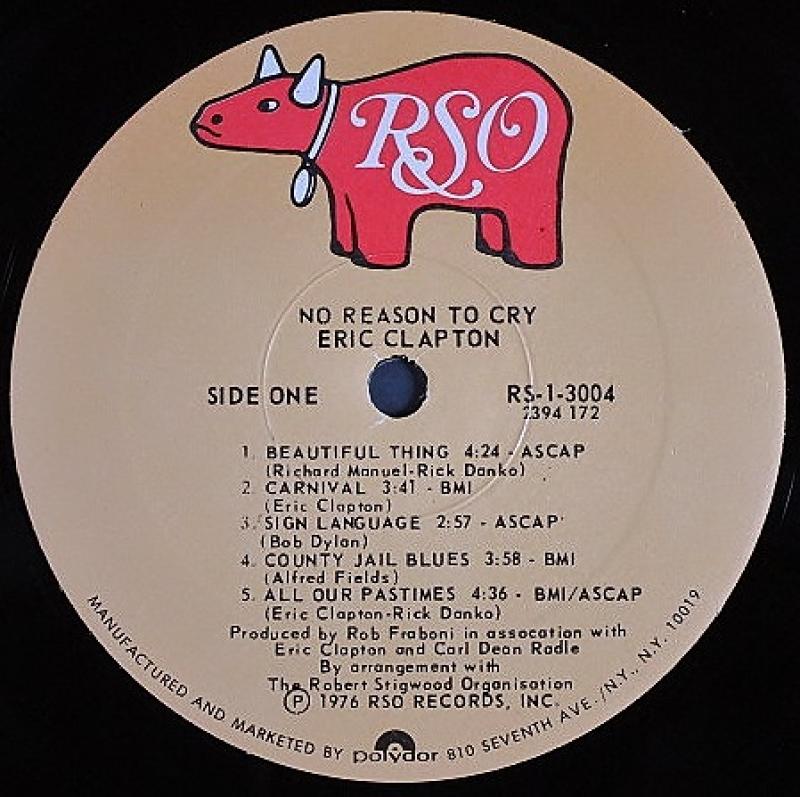 RSO
NO REASON TO CRY
ERIC CLAPTON
SIDE ONE
RS-1-3004
2394 172
1. BEAUTIFUL THING 4:24 - ASCAP
(Richard Manuel-Rick Danko)
2. CARNIVAL 3:41 - BMI
(Eric Clapton)
3. SIGN LANGUAGE 2:57 - ASCAP
(Bob Dylan)
4. COUNTY JAIL BLUES 3:58 - BMI
(Alfred Fields)
5. ALL OUR PASTIMES 4:36 - BMI/ASCAP
(Eric Clapton-Rick Danko)
Produced by Rob Fraboni in assocation with
Eric Clapton and Carl Dean Radle
By arrangement with
The Robert Stigwood Organisation
Ⓟ 1976 RSO RECORDS, INC.
MANUFACTURED AND MARKETED BY polydor 810 SEVENTH AVE./N.Y., N.Y. 10019